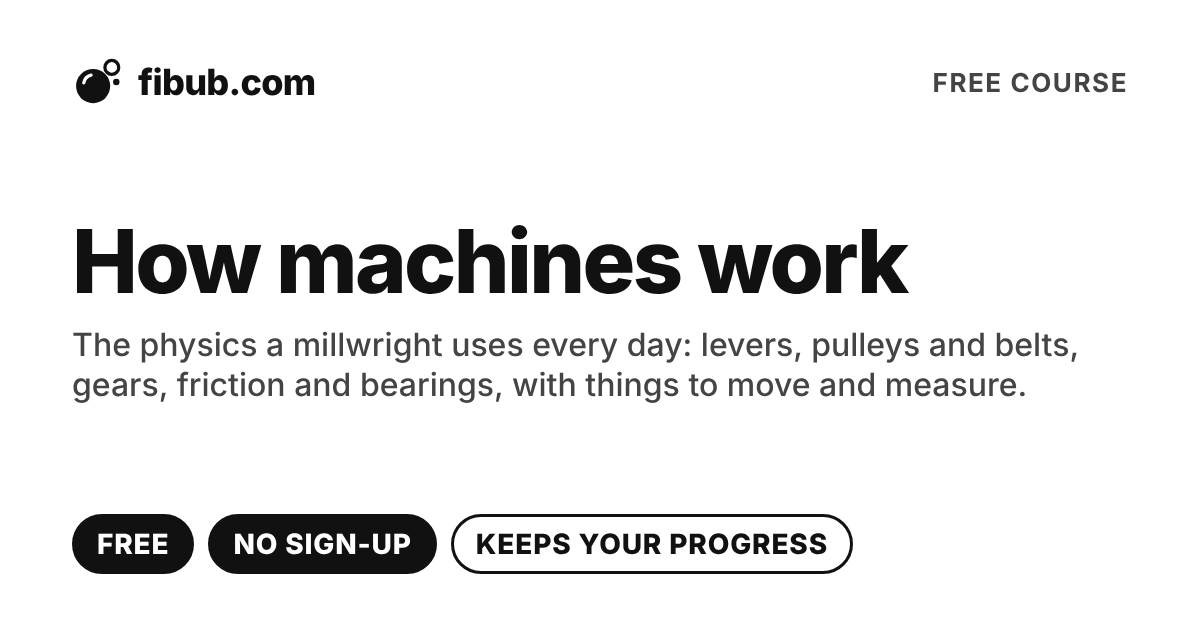 fibub.com
FREE COURSE
How machines work
The physics a millwright uses every day: levers, pulleys and belts,
gears, friction and bearings, with things to move and measure.
FREE
NO SIGN-UP
KEEPS YOUR PROGRESS